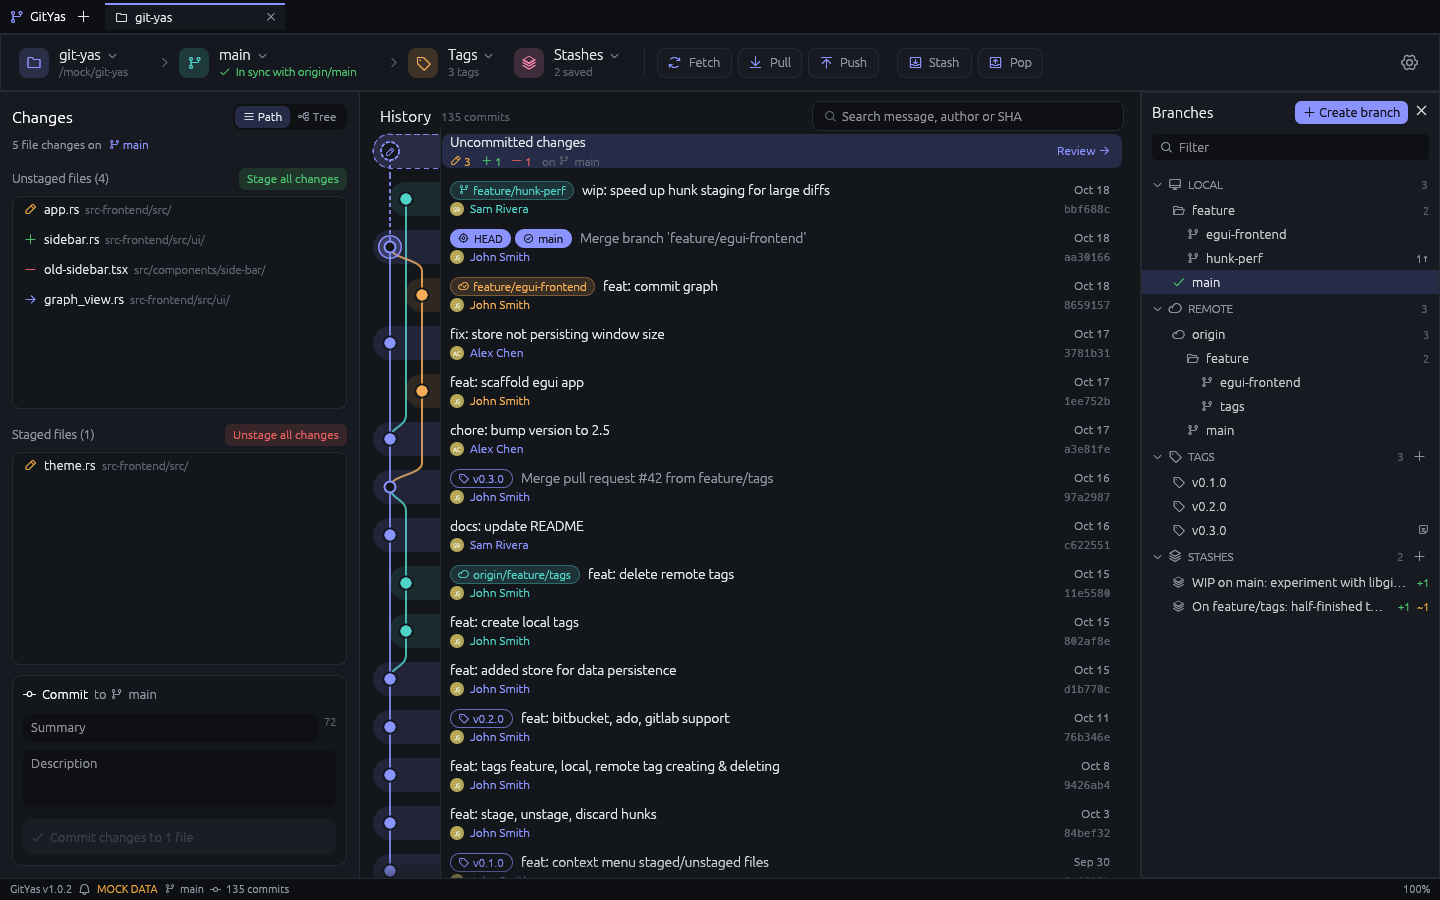 GitYas
git-yas
git-yas
/mock/git-yas
main
In sync with origin/main
Tags
3 tags
Stashes
2 saved
Fetch
Pull
Push
Stash
Pop
Changes
Path
Tree
5 file changes on main
Unstaged files (4)
Stage all changes
app.rs src-frontend/src/
sidebar.rs src-frontend/src/ui/
old-sidebar.tsx src/components/side-bar/
graph_view.rs src-frontend/src/ui/
Staged files (1)
Unstage all changes
theme.rs src-frontend/src/
Commit to main
Summary
72
Description
Commit changes to 1 file
History 135 commits
Search message, author or SHA
Uncommitted changes
3 1 1 on main
Review
feature/hunk-perf wip: speed up hunk staging for large diffs Oct 18
SR Sam Rivera bbf688c
HEAD main Merge branch 'feature/egui-frontend' Oct 18
JS John Smith aa30166
feature/egui-frontend feat: commit graph Oct 18
JS John Smith 8659157
fix: store not persisting window size Oct 17
AC Alex Chen 3781b31
feat: scaffold egui app Oct 17
JS John Smith 1ee752b
chore: bump version to 2.5 Oct 17
AC Alex Chen a3e81fe
v0.3.0 Merge pull request #42 from feature/tags Oct 16
JS John Smith 97a2987
docs: update README Oct 16
SR Sam Rivera c622551
origin/feature/tags feat: delete remote tags Oct 15
JS John Smith 11e5580
feat: create local tags Oct 15
JS John Smith 802af8e
feat: added store for data persistence Oct 15
JS John Smith d1b770c
v0.2.0 feat: bitbucket, ado, gitlab support Oct 11
JS John Smith 76b346e
feat: tags feature, local, remote tag creating & deleting Oct 8
JS John Smith 9426ab4
feat: stage, unstage, discard hunks Oct 3
JS John Smith 84bef32
v0.1.0 feat: context menu staged/unstaged files Sep 30
Branches
Create branch
Filter
LOCAL 3
feature 2
egui-frontend
hunk-perf 1↑
main
REMOTE 3
origin 3
feature 2
egui-frontend
tags
main
TAGS 3
v0.1.0
v0.2.0
v0.3.0
STASHES 2
WIP on main: experiment with libgi... +1
On feature/tags: half-finished t... +1 ~1
GitYas v1.0.2 MOCK DATA main 135 commits
100%